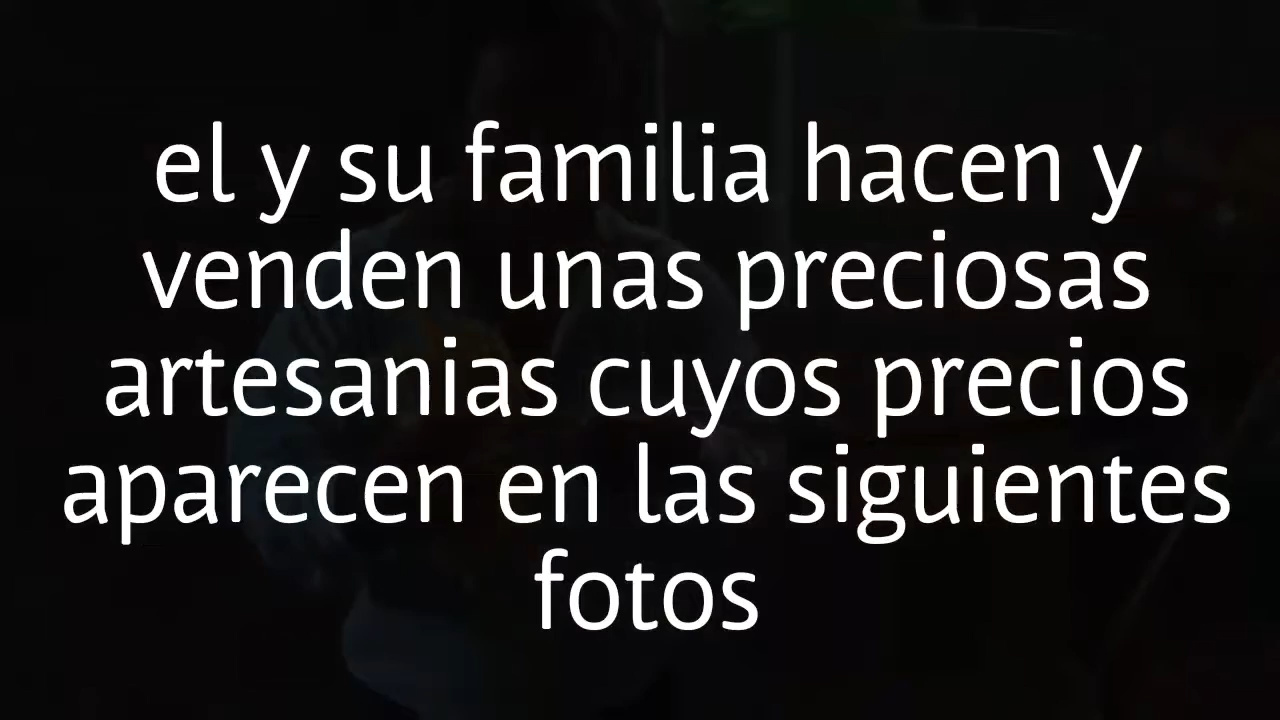 el y su familia hacen y
venden unas preciosas
artesanias cuyos precios
aparecen en las siguientes
fotos